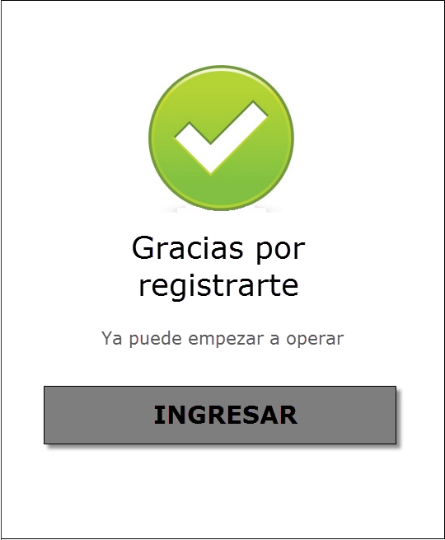 Gracias por
registrarte
Ya puede empezar a operar
INGRESAR